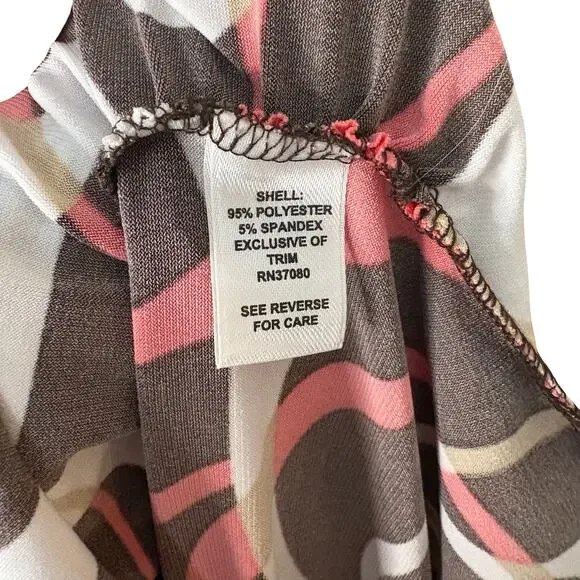 SHELL:
95% POLYESTER
5% SPANDEX
EXCLUSIVE OF
TRIM
RN37080
SEE REVERSE
FOR CARE